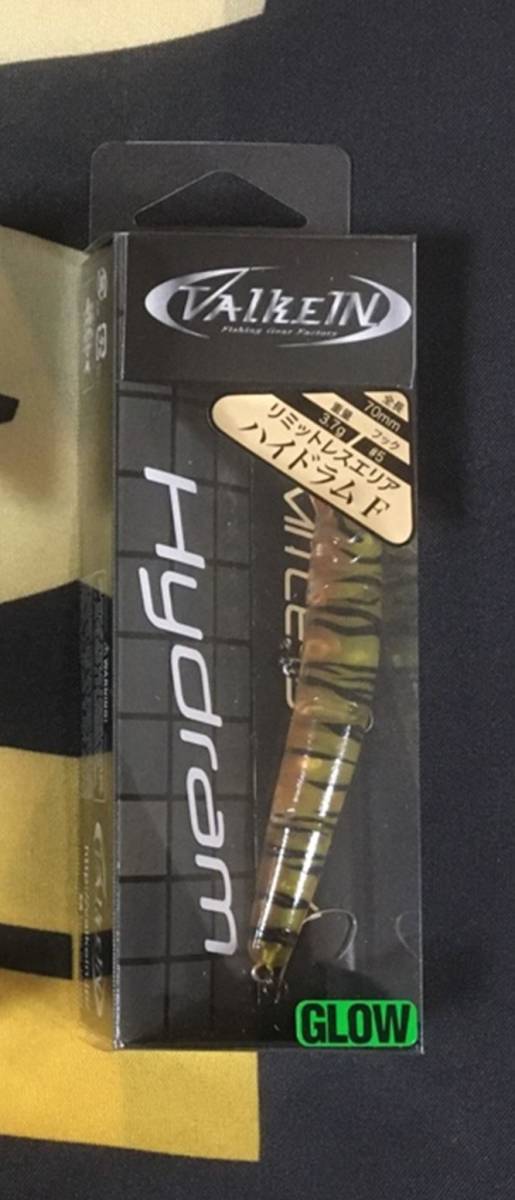 VALKEIN
Fishing Gear Factory
全長
70mm
重量
3.7g
フック
#5
リミットレスエリア
ハイドラム F
Hydram
GLOW
WARNING!